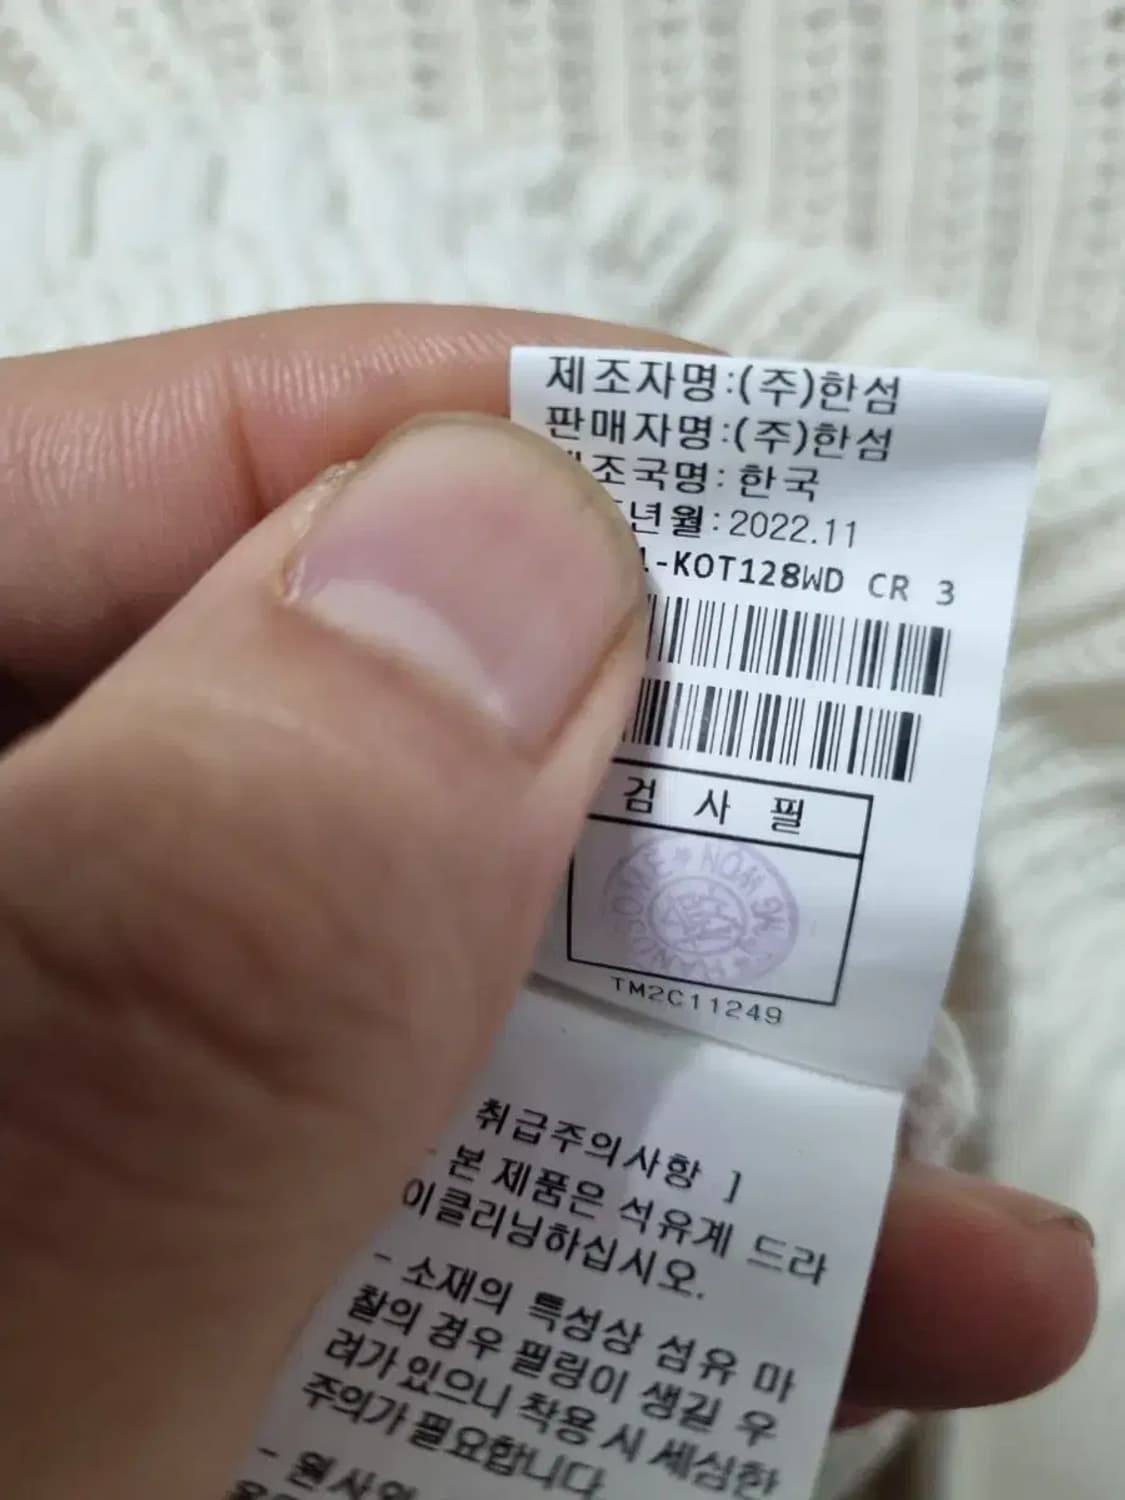 제조자명:(주)한섬
판매자명:(주)한섬
조국명: 한국
년월:2022.11
-KOT128WD CR 3
검 사 필
TM2C11249
취급주의사항 ]
- 본 제품은 석유계 드라
이클리닝하십시오.
- 소재의 특성상 섬유 마
찰의 경우 필링이 생길 우
려가 있으니 착용 시 세심한
주의가 필요합니다
-